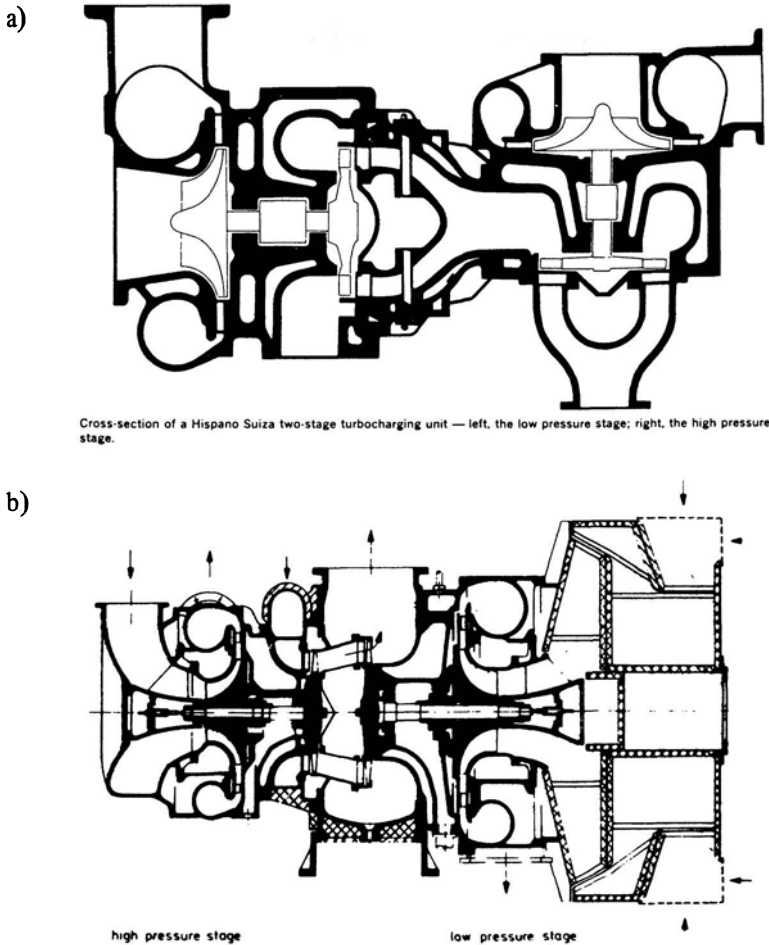 a)
Cross-section of a Hispano Suiza two-stage turbocharging unit — left, the low pressure stage; right, the high pressure
stage.
b)
high pressure stage low pressure stage